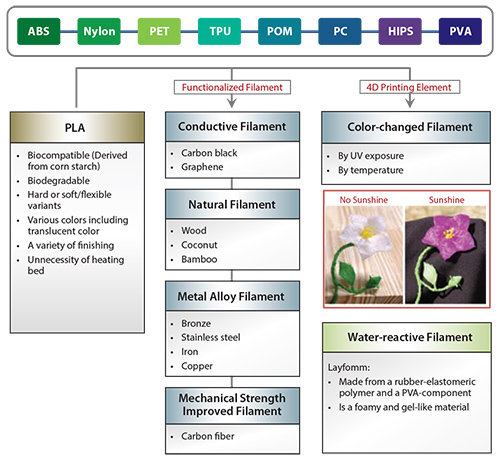 ABS Nylon PET TPU POM PC HIPS PVA
Functionalized Filament
4D Printing Element
PLA
• Biocompatible (Derived
from corn starch)
• Biodegradable
• Hard or soft/flexible
variants
• Various colors including
translucent color
• A variety of finishing
• Unnecessity of heating
bed
Conductive Filament
• Carbon black
• Graphene
Natural Filament
• Wood
• Coconut
• Bamboo
Metal Alloy Filament
• Bronze
• Stainless steel
• Iron
• Copper
Mechanical Strength
Improved Filament
• Carbon fiber
Color-changed Filament
• By UV exposure
• By temperature
No Sunshine
Sunshine
Water-reactive Filament
Layfomm:
• Made from a rubber-elastomeric
polymer and a PVA-component
• Is a foamy and gel-like material